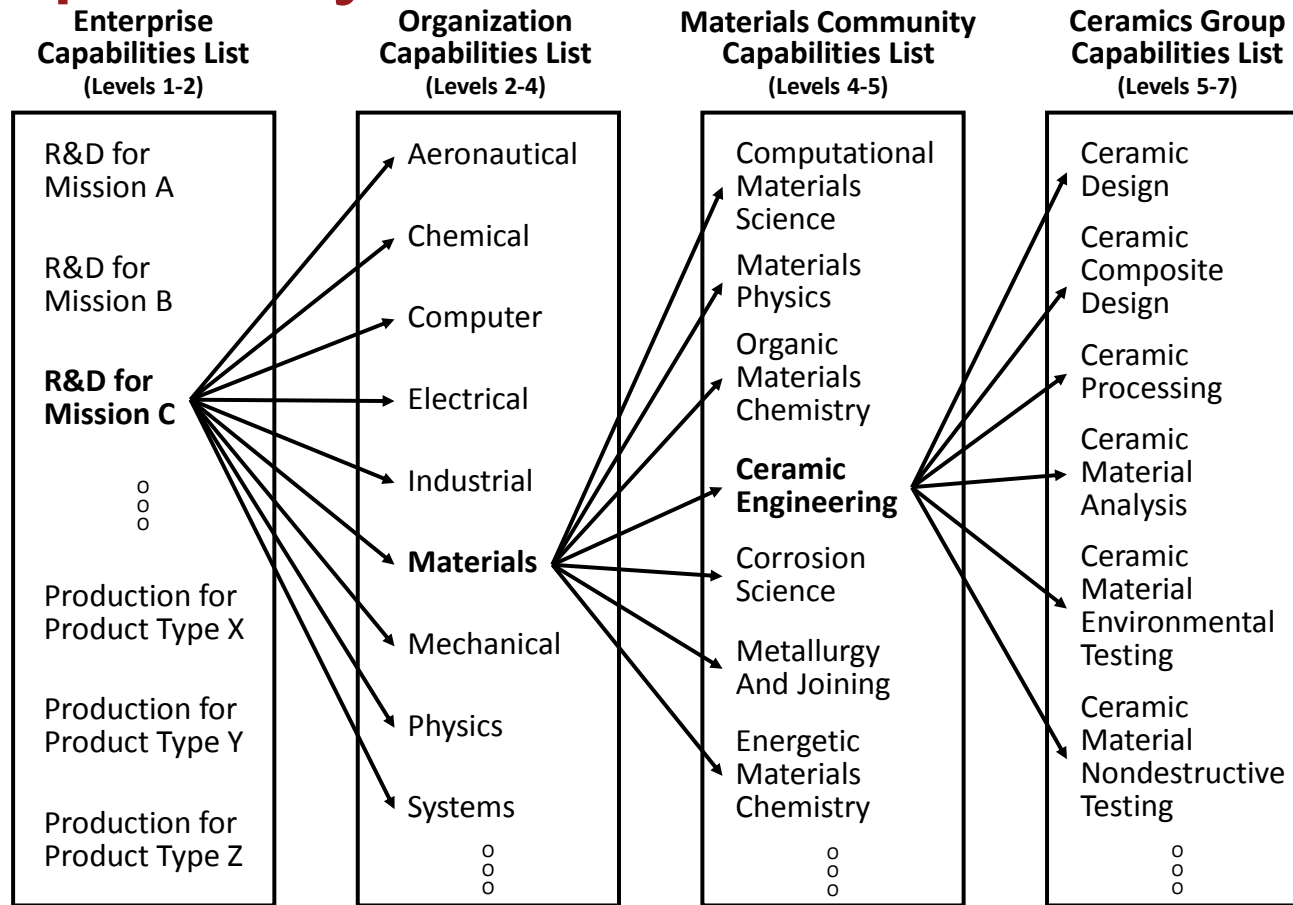 Enterprise
Capabilities List
(Levels 1-2)
R&D for
Mission A
R&D for
Mission B
R&D for
Mission C
o
o
o
Production for
Product Type X
Production for
Product Type Y
Production for
Product Type Z
Organization
Capabilities List
(Levels 2-4)
Aeronautical
Chemical
Computer
Electrical
Industrial
Materials
Mechanical
Physics
Systems
o
o
o
Materials Community
Capabilities List
(Levels 4-5)
Computational
Materials
Science
Materials
Physics
Organic
Materials
Chemistry
Ceramic
Engineering
Corrosion
Science
Metallurgy
And Joining
Energetic
Materials
Chemistry
o
o
o
Ceramics Group
Capabilities List
(Levels 5-7)
Ceramic
Design
Ceramic
Composite
Design
Ceramic
Processing
Ceramic
Material
Analysis
Ceramic
Material
Environmental
Testing
Ceramic
Material
Nondestructive
Testing
o
o
o